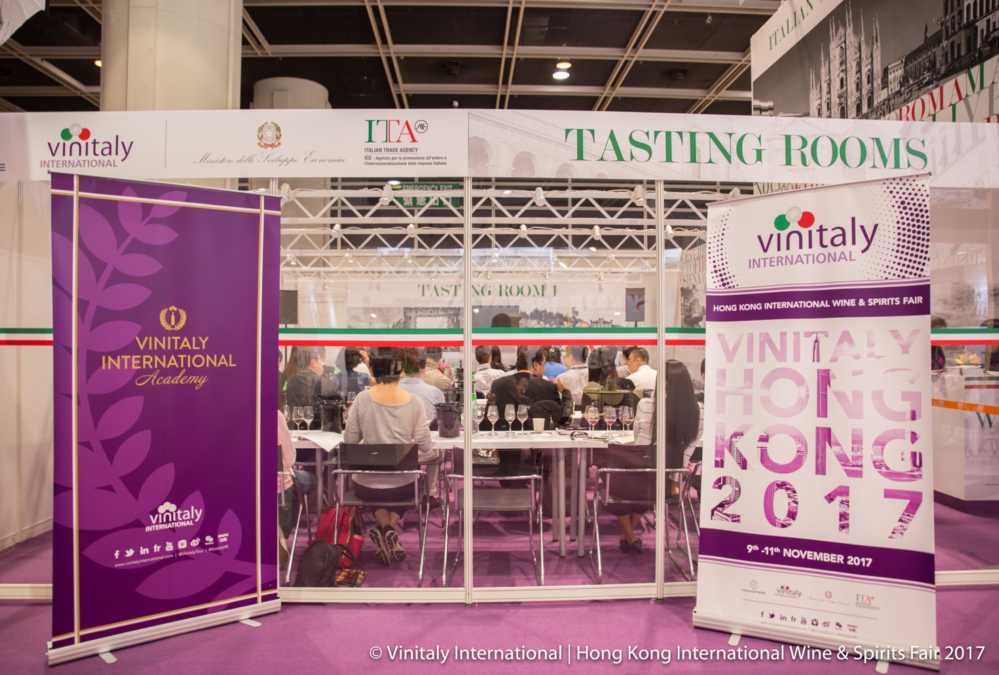 ITALIAN
ROMA
vinitaly
INTERNATIONAL
Ministero dello Sviluppo Economico
ITA
ITALIAN TRADE AGENCY
ICE - Agenzia per la promozione all'estero e
l'internazionalizzazione delle imprese italiane
TASTING ROOMS
EMERGENCY EXIT
TASTING ROOM 1
VINITALY
INTERNATIONAL
Academy
vinitaly
INTERNATIONAL
www.vinitalyinternational.com | @VinitalyTour | #VinitalyHK
vinitaly
INTERNATIONAL
HONG KONG INTERNATIONAL WINE & SPIRITS FAIR
VINITALY
HONG
KONG
2017
9th -11th NOVEMBER 2017
vinitaly
ITA
© Vinitaly International | Hong Kong International Wine & Spirits Fair 2017